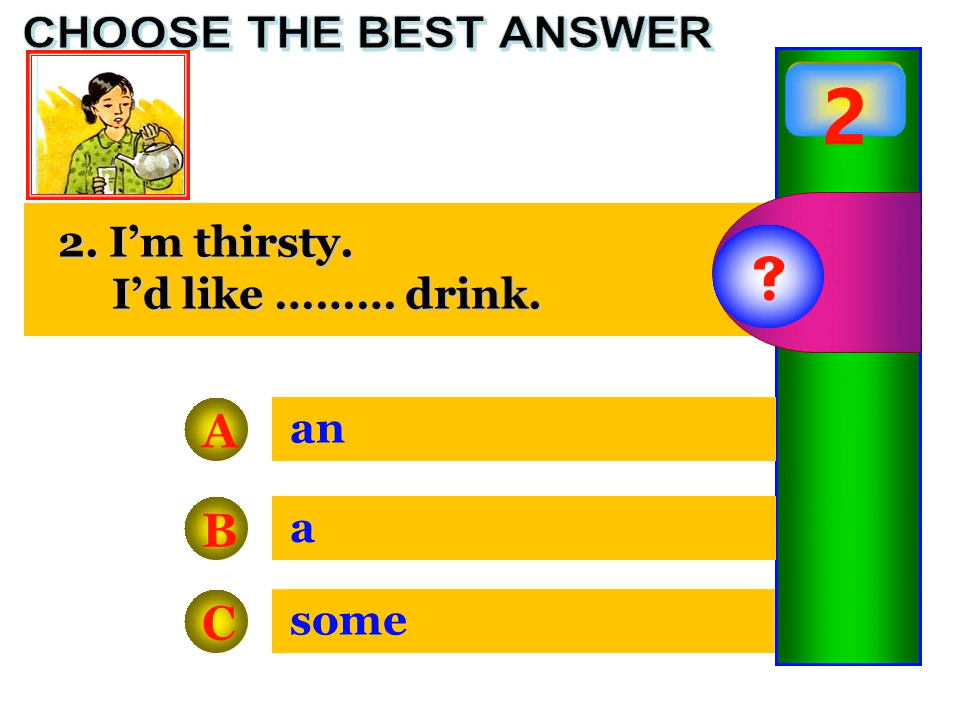 CHOOSE THE BEST ANSWER
2
2. I’m thirsty.
I’d like ……… drink.
?
A an
B a
C some